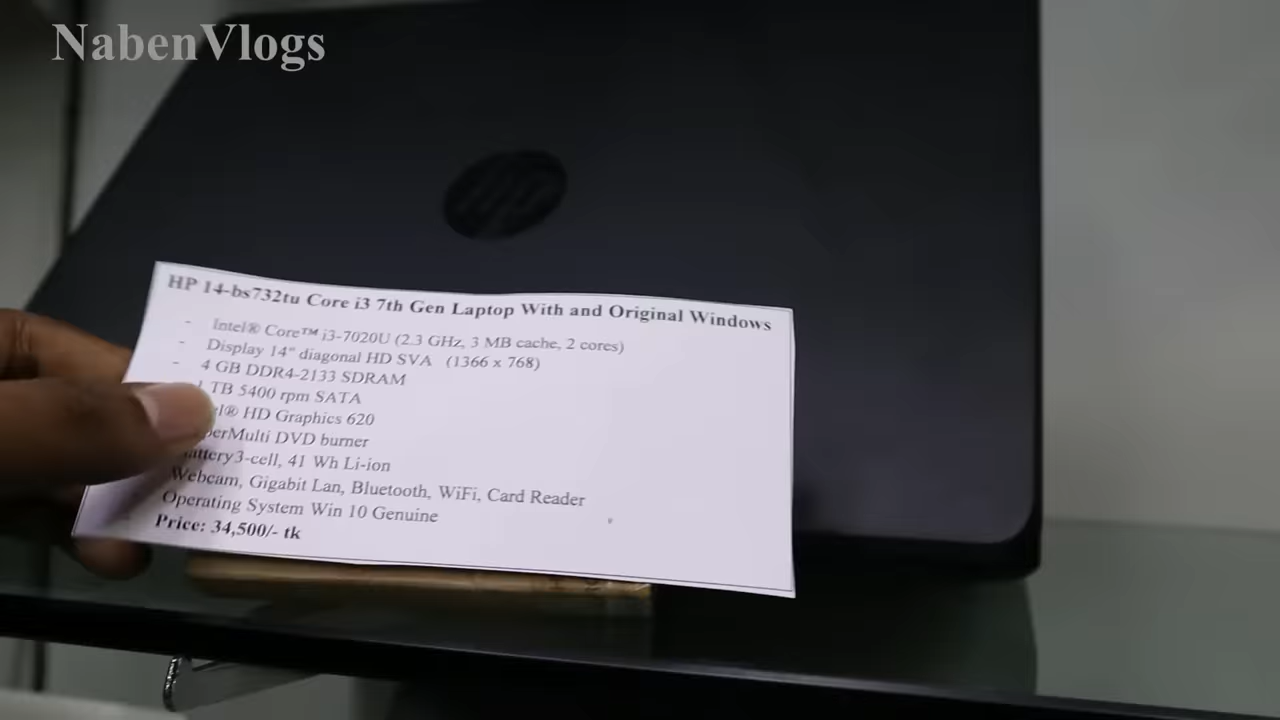 NabenVlogs
hp
HP 14-bs732tu Core i3 7th Gen Laptop With and Original Windows
- Intel® Core™ i3-7020U (2.3 GHz, 3 MB cache, 2 cores)
- Display 14" diagonal HD SVA (1366 x 768)
- 4 GB DDR4-2133 SDRAM
1 TB 5400 rpm SATA
HD Graphics 620
DVD burner
3-cell, 41 Wh Li-ion
Webcam, Gigabit Lan, Bluetooth, WiFi, Card Reader
Operating System Win 10 Genuine
Price: 34,500/- tk